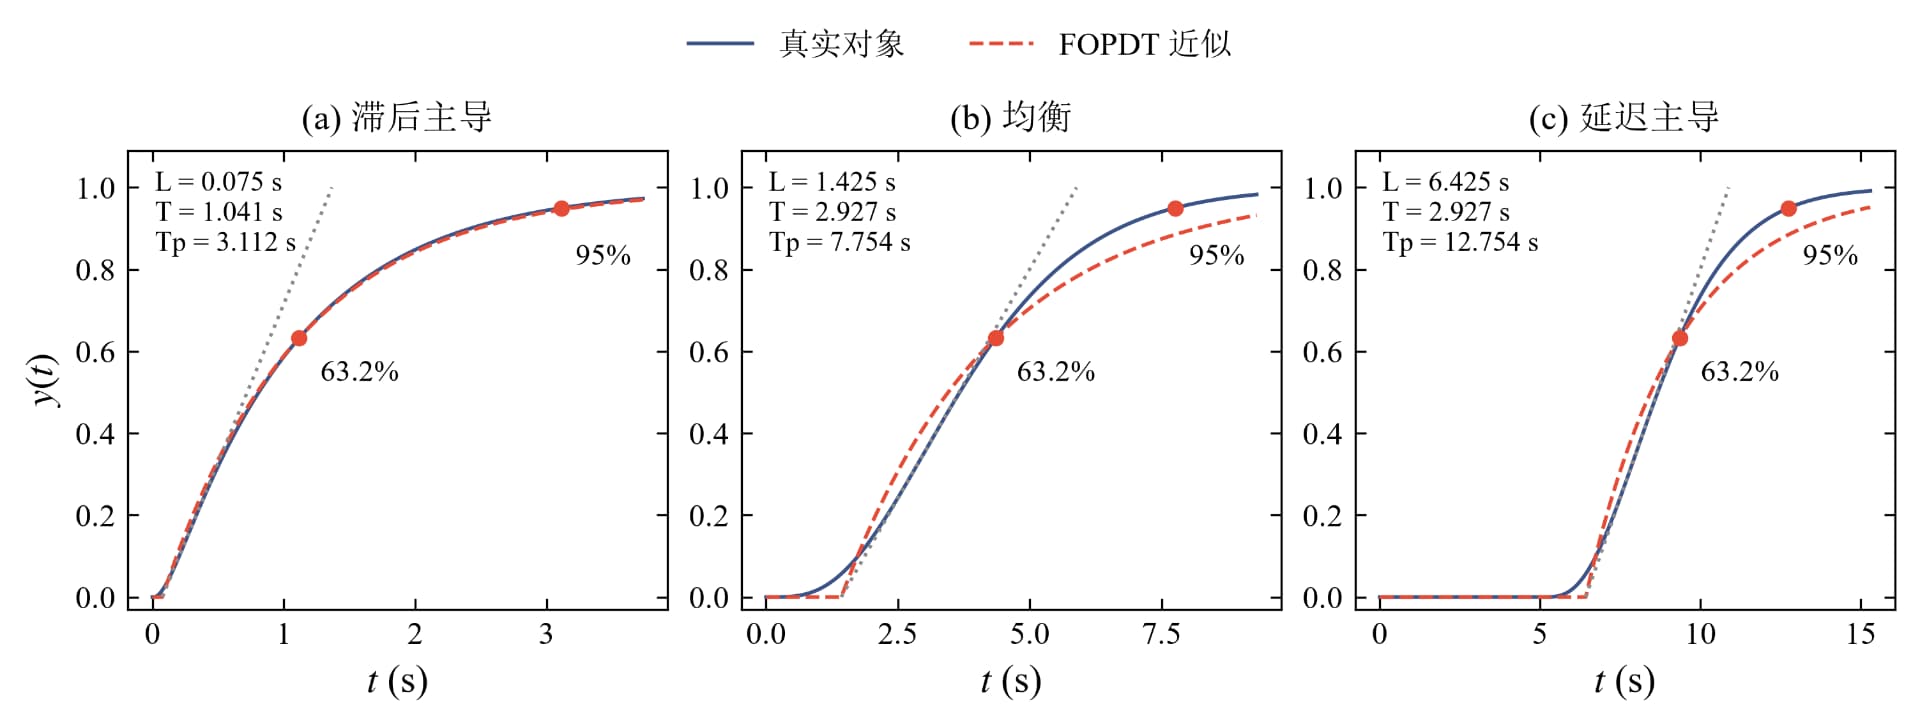 真实对象
FOPDT 近似
(a) 滞后主导
(b) 均衡
(c) 延迟主导
y(t)
1.0
0.8
0.6
0.4
0.2
0.0
L = 0.075 s
T = 1.041 s
Tp = 3.112 s
95%
63.2%
0 1 2 3
t (s)
1.0
0.8
0.6
0.4
0.2
0.0
L = 1.425 s
T = 2.927 s
Tp = 7.754 s
95%
63.2%
0.0 2.5 5.0 7.5
t (s)
1.0
0.8
0.6
0.4
0.2
0.0
L = 6.425 s
T = 2.927 s
Tp = 12.754 s
95%
63.2%
0 5 10 15
t (s)